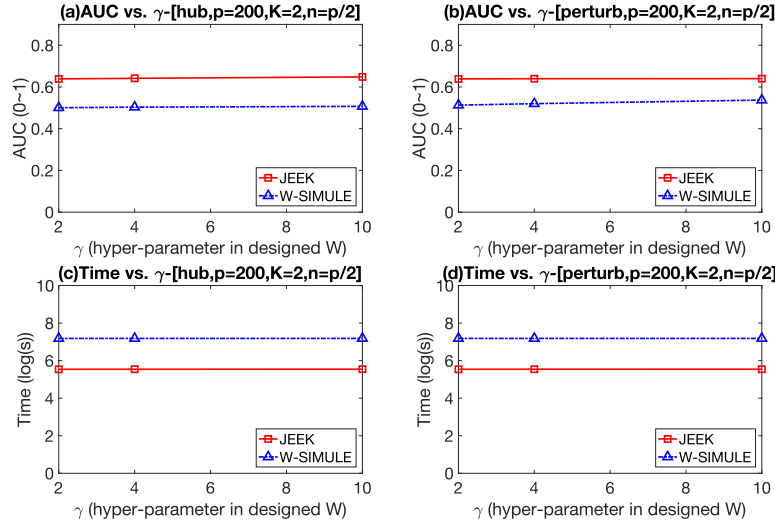 (a)AUC vs. γ-[hub,p=200,K=2,n=p/2]
AUC (0~1)
0.8
0.6
0.4
0.2
0
JEEK
W-SIMULE
2 4 6 8 10
γ (hyper-parameter in designed W)
(b)AUC vs. γ-[perturb,p=200,K=2,n=p/2]
AUC (0~1)
0.8
0.6
0.4
0.2
0
JEEK
W-SIMULE
2 4 6 8 10
γ (hyper-parameter in designed W)
(c)Time vs. γ-[hub,p=200,K=2,n=p/2]
Time (log(s))
10
8
6
4
2
0
JEEK
W-SIMULE
2 4 6 8 10
γ (hyper-parameter in designed W)
(d)Time vs. γ-[perturb,p=200,K=2,n=p/2]
Time (log(s))
10
8
6
4
2
0
JEEK
W-SIMULE
2 4 6 8 10
γ (hyper-parameter in designed W)